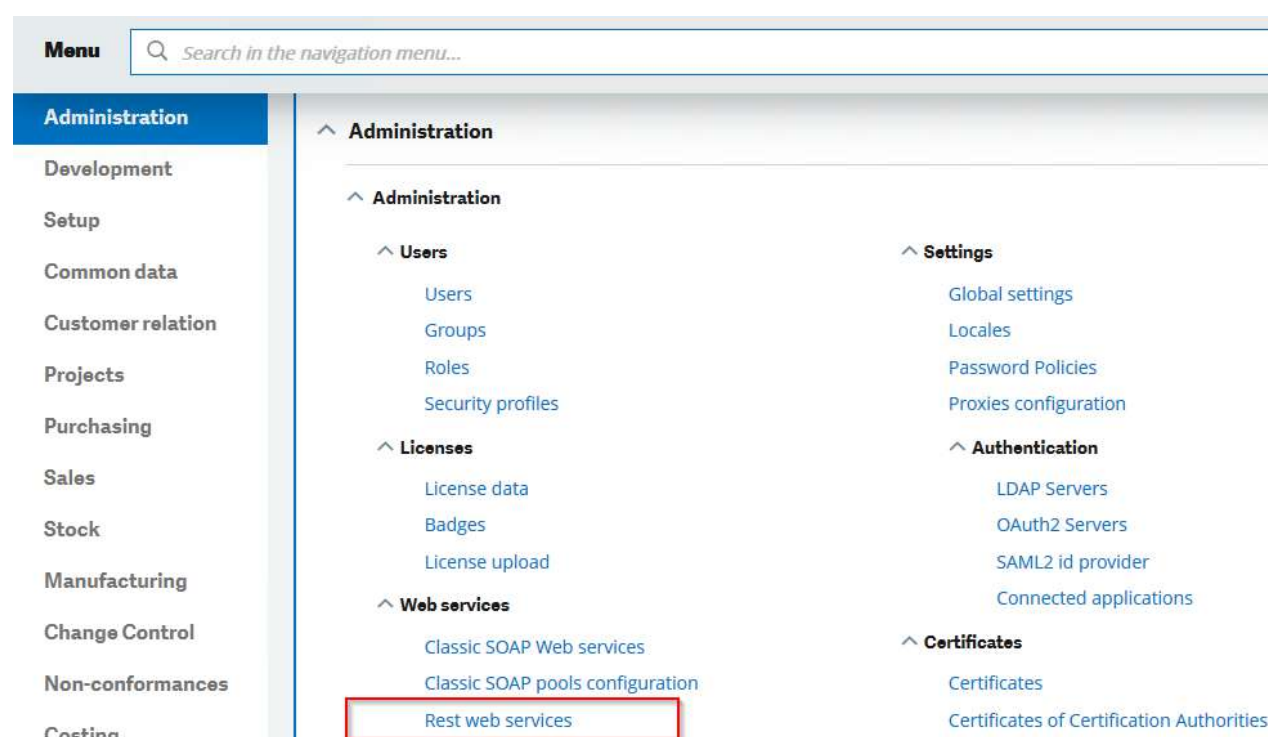 Menu
Search in the navigation menu...
Administration
Development
Setup
Common data
Customer relation
Projects
Purchasing
Sales
Stock
Manufacturing
Change Control
Non-conformances
Costing
Administration
Administration
Users
Users
Groups
Roles
Security profiles
Licenses
License data
Badges
License upload
Web services
Classic SOAP Web services
Classic SOAP pools configuration
Rest web services
Settings
Global settings
Locales
Password Policies
Proxies configuration
Authentication
LDAP Servers
OAuth2 Servers
SAML2 id provider
Connected applications
Certificates
Certificates
Certificates of Certification Authorities